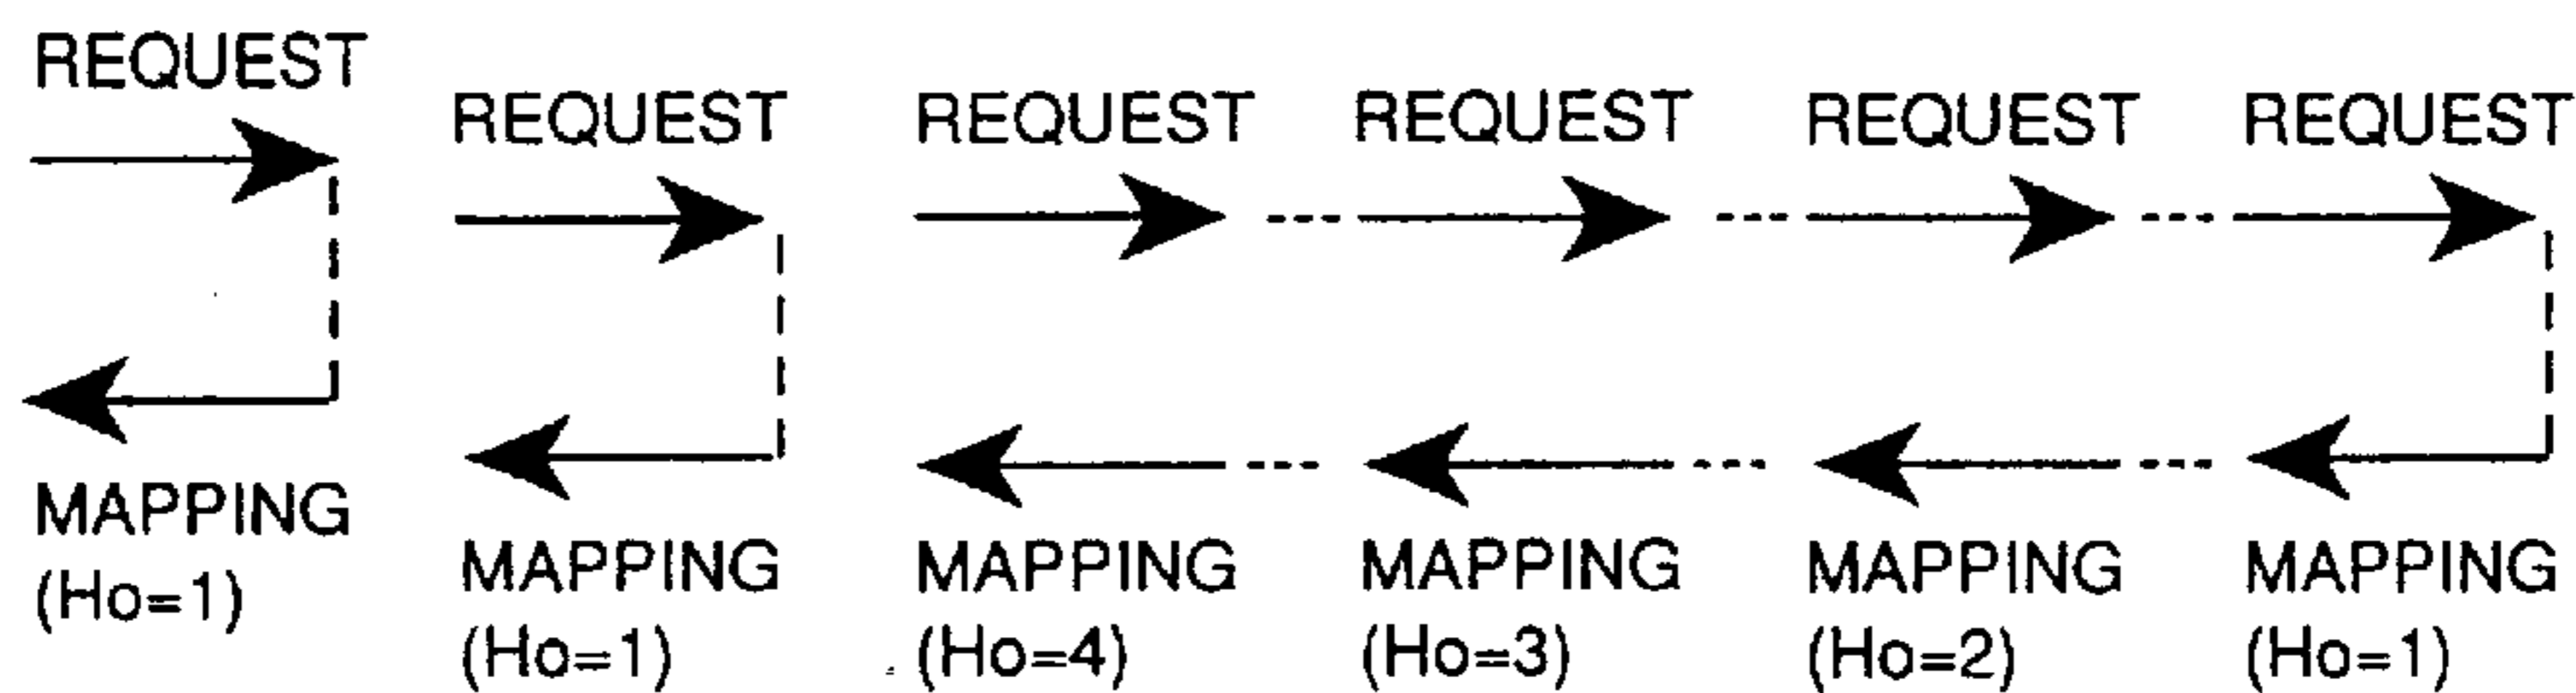 REQUEST
REQUEST
REQUEST
REQUEST
REQUEST
REQUEST
MAPPING
(Ho=1)
MAPPING
(Ho=1)
MAPPING
(Ho=4)
MAPPING
(Ho=3)
MAPPING
(Ho=2)
MAPPING
(Ho=1)